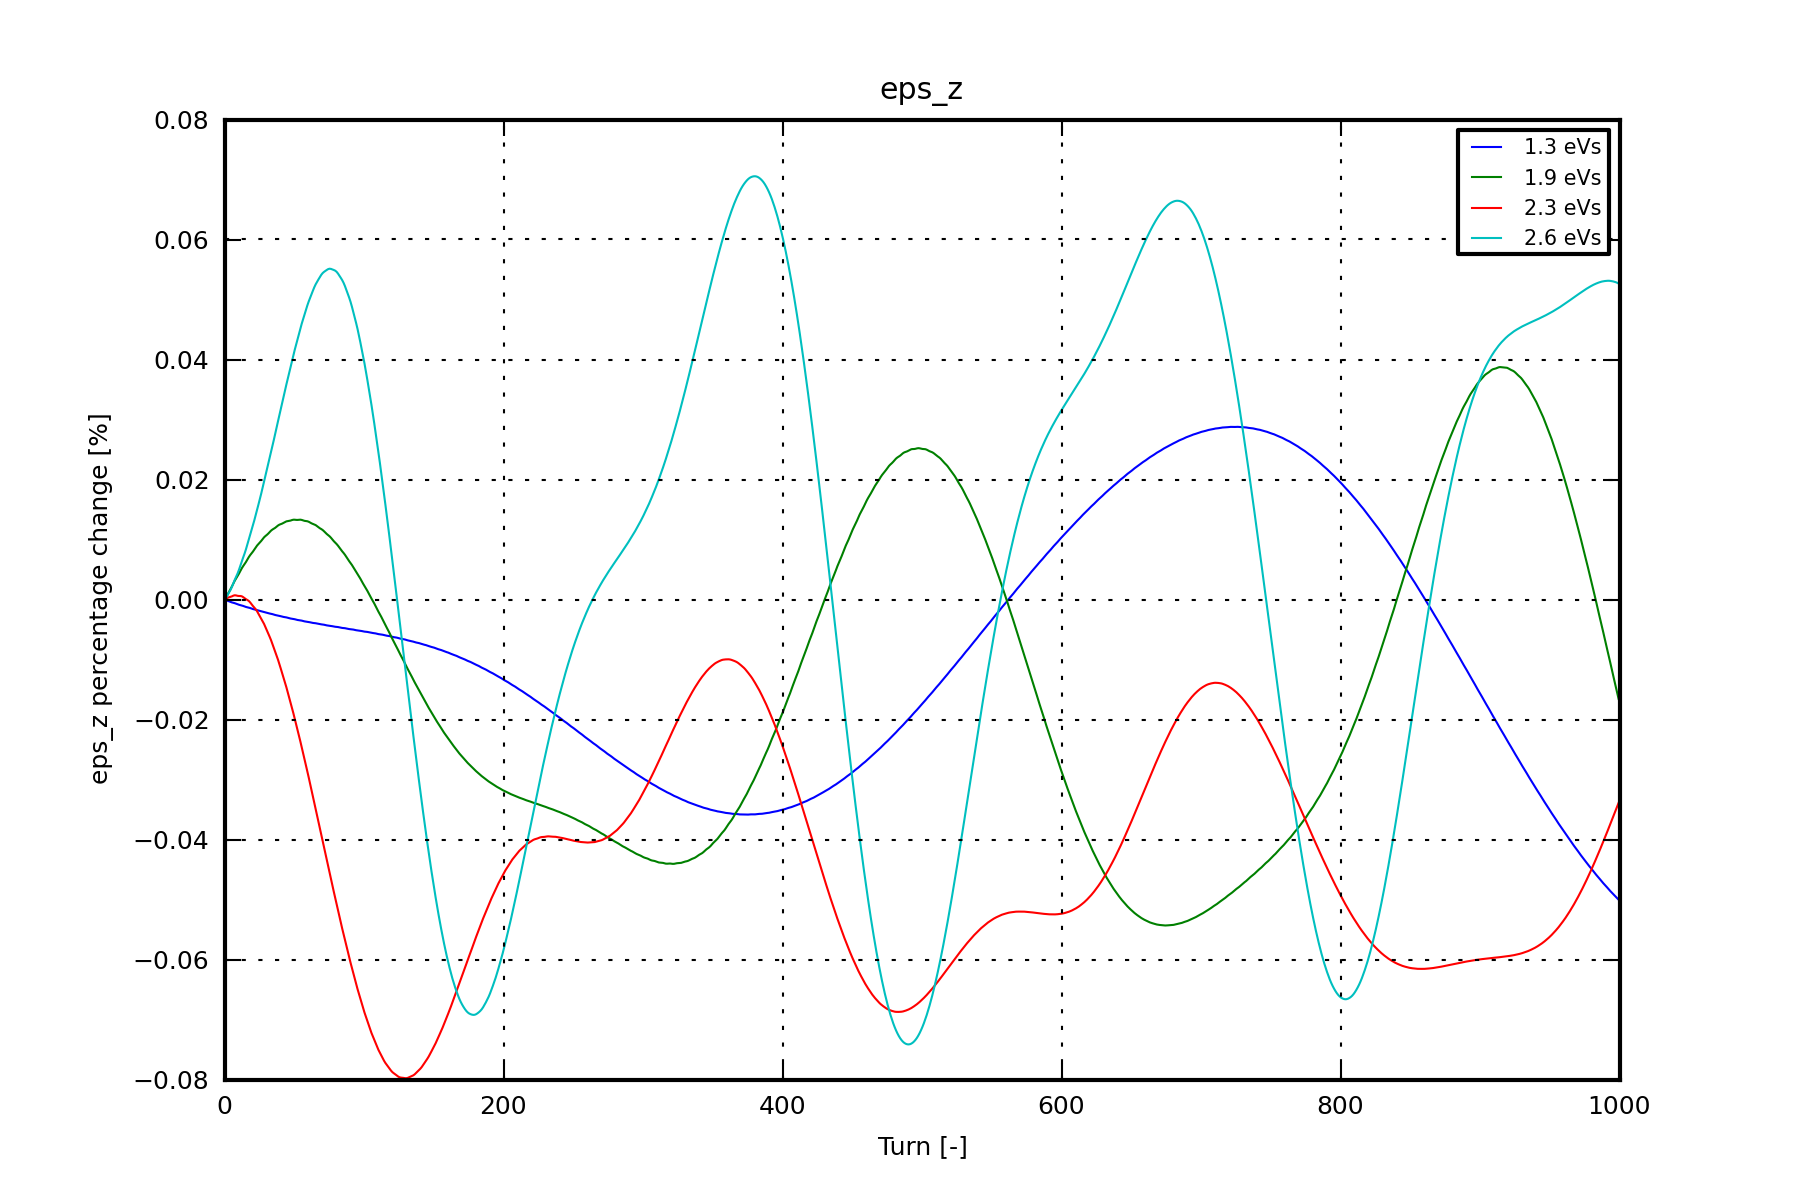 eps_z
0.08
0.06
0.04
0.02
0.00
−0.02
−0.04
−0.06
−0.08
eps_z percentage change [%]
1.3 eVs
1.9 eVs
2.3 eVs
2.6 eVs
0 200 400 600 800 1000
Turn [-]